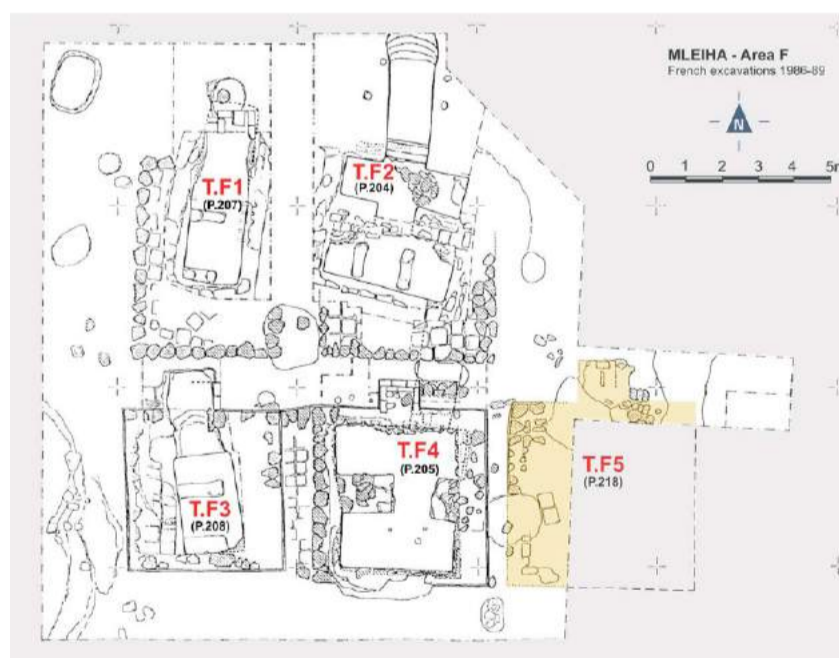 MLEIHA - Area F
French excavations 1986-89
N
0 1 2 3 4 5m
T.F1
(P.207)
T.F2
(P.204)
T.F3
(P.208)
T.F4
(P.205)
T.F5
(P.218)